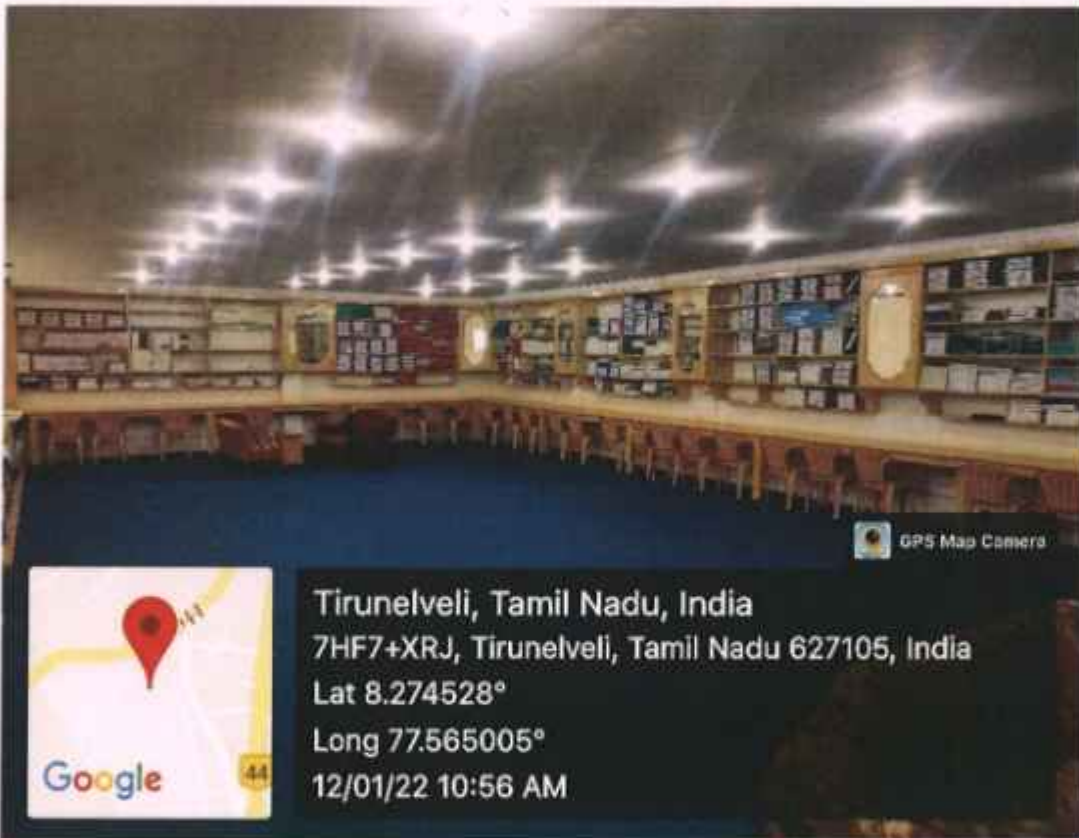 GPS Map Camera
Tirunelveli, Tamil Nadu, India
7HF7+XRJ, Tirunelveli, Tamil Nadu 627105, India
Lat 8.274528°
Long 77.565005°
12/01/22 10:56 AM
Google
44